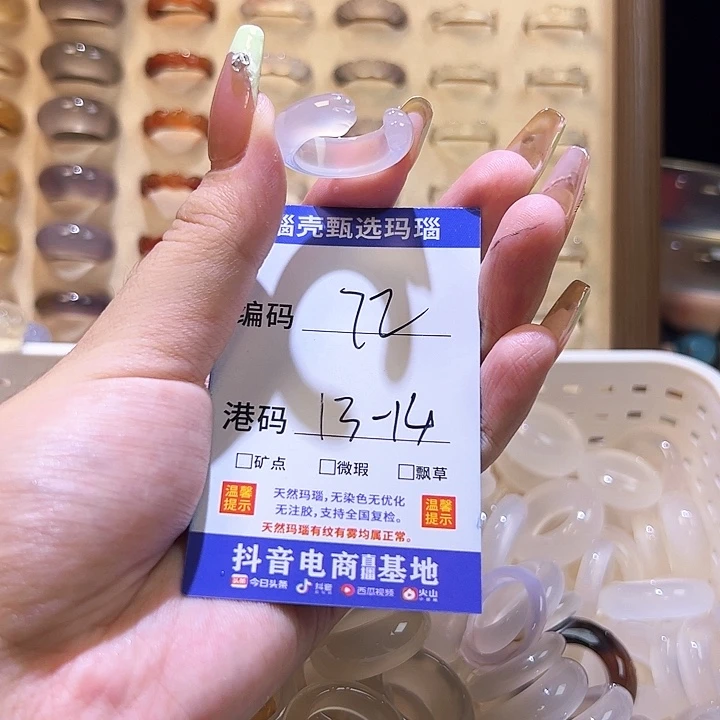 瑙壳甄选玛瑙
编码 72
港码 13-14
□矿点 □微瑕 □飘草
温馨提示
天然玛瑙,无染色无优化
无注胶,支持全国复检。
天然玛瑙有纹有雾均属正常。
温馨提示
抖音电商直播基地
头条 今日头条 抖音 西瓜视频 火山